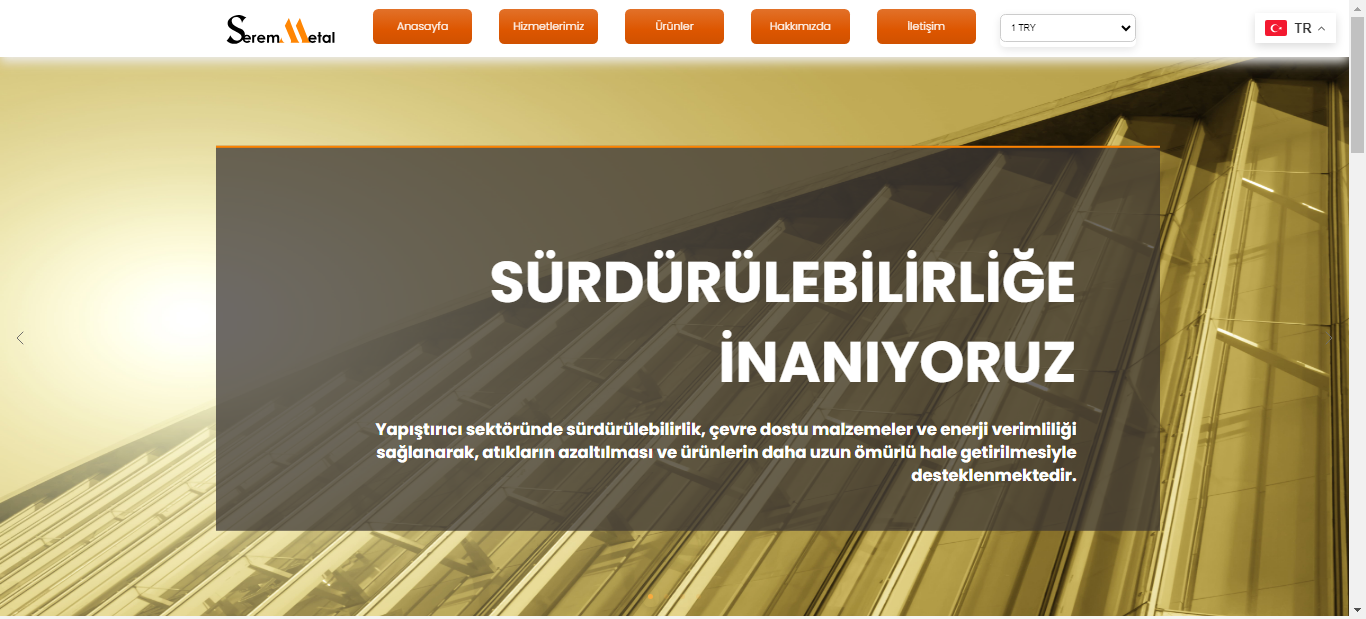 Serem Metal
Anasayfa
Hizmetlerimiz
Ürünler
Hakkımızda
İletişim
1 TRY
TR
SÜRDÜRÜLEBİLİRLİĞE
İNANIYORUZ
Yapıştırıcı sektöründe sürdürülebilirlik, çevre dostu malzemeler ve enerji verimliliği
sağlanarak, atıkların azaltılması ve ürünlerin daha uzun ömürlü hale getirilmesiyle
desteklenmektedir.